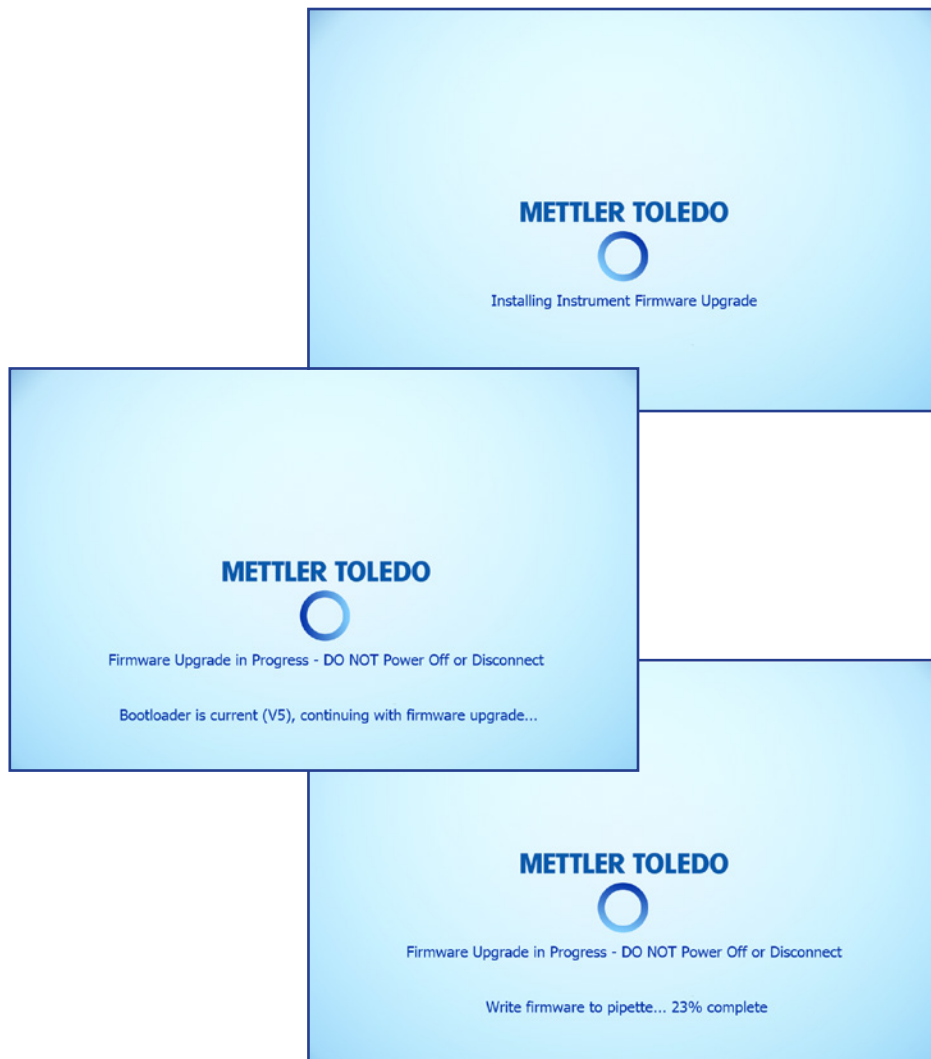 METTLER TOLEDO
Installing Instrument Firmware Upgrade
METTLER TOLEDO
Firmware Upgrade in Progress - DO NOT Power Off or Disconnect
Bootloader is current (V5), continuing with firmware upgrade...
METTLER TOLEDO
Firmware Upgrade in Progress - DO NOT Power Off or Disconnect
Write firmware to pipette... 23% complete